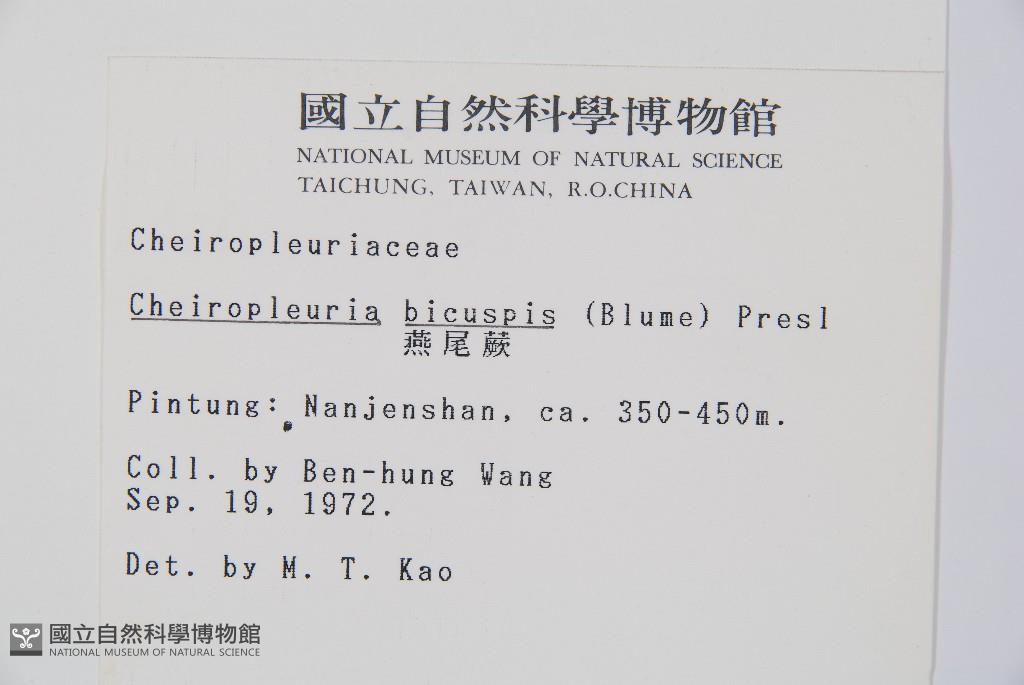 國立自然科學博物館
NATIONAL MUSEUM OF NATURAL SCIENCE
TAICHUNG, TAIWAN, R.O.CHINA
Cheiropleuriaceae
Cheiropleuria bicuspis (Blume) Presl
燕尾蕨
Pintung: Nanjenshan, ca. 350-450m.
Coll. by Ben-hung Wang
Sep. 19, 1972.
Det. by M. T. Kao
國立自然科學博物館
NATIONAL MUSEUM OF NATURAL SCIENCE